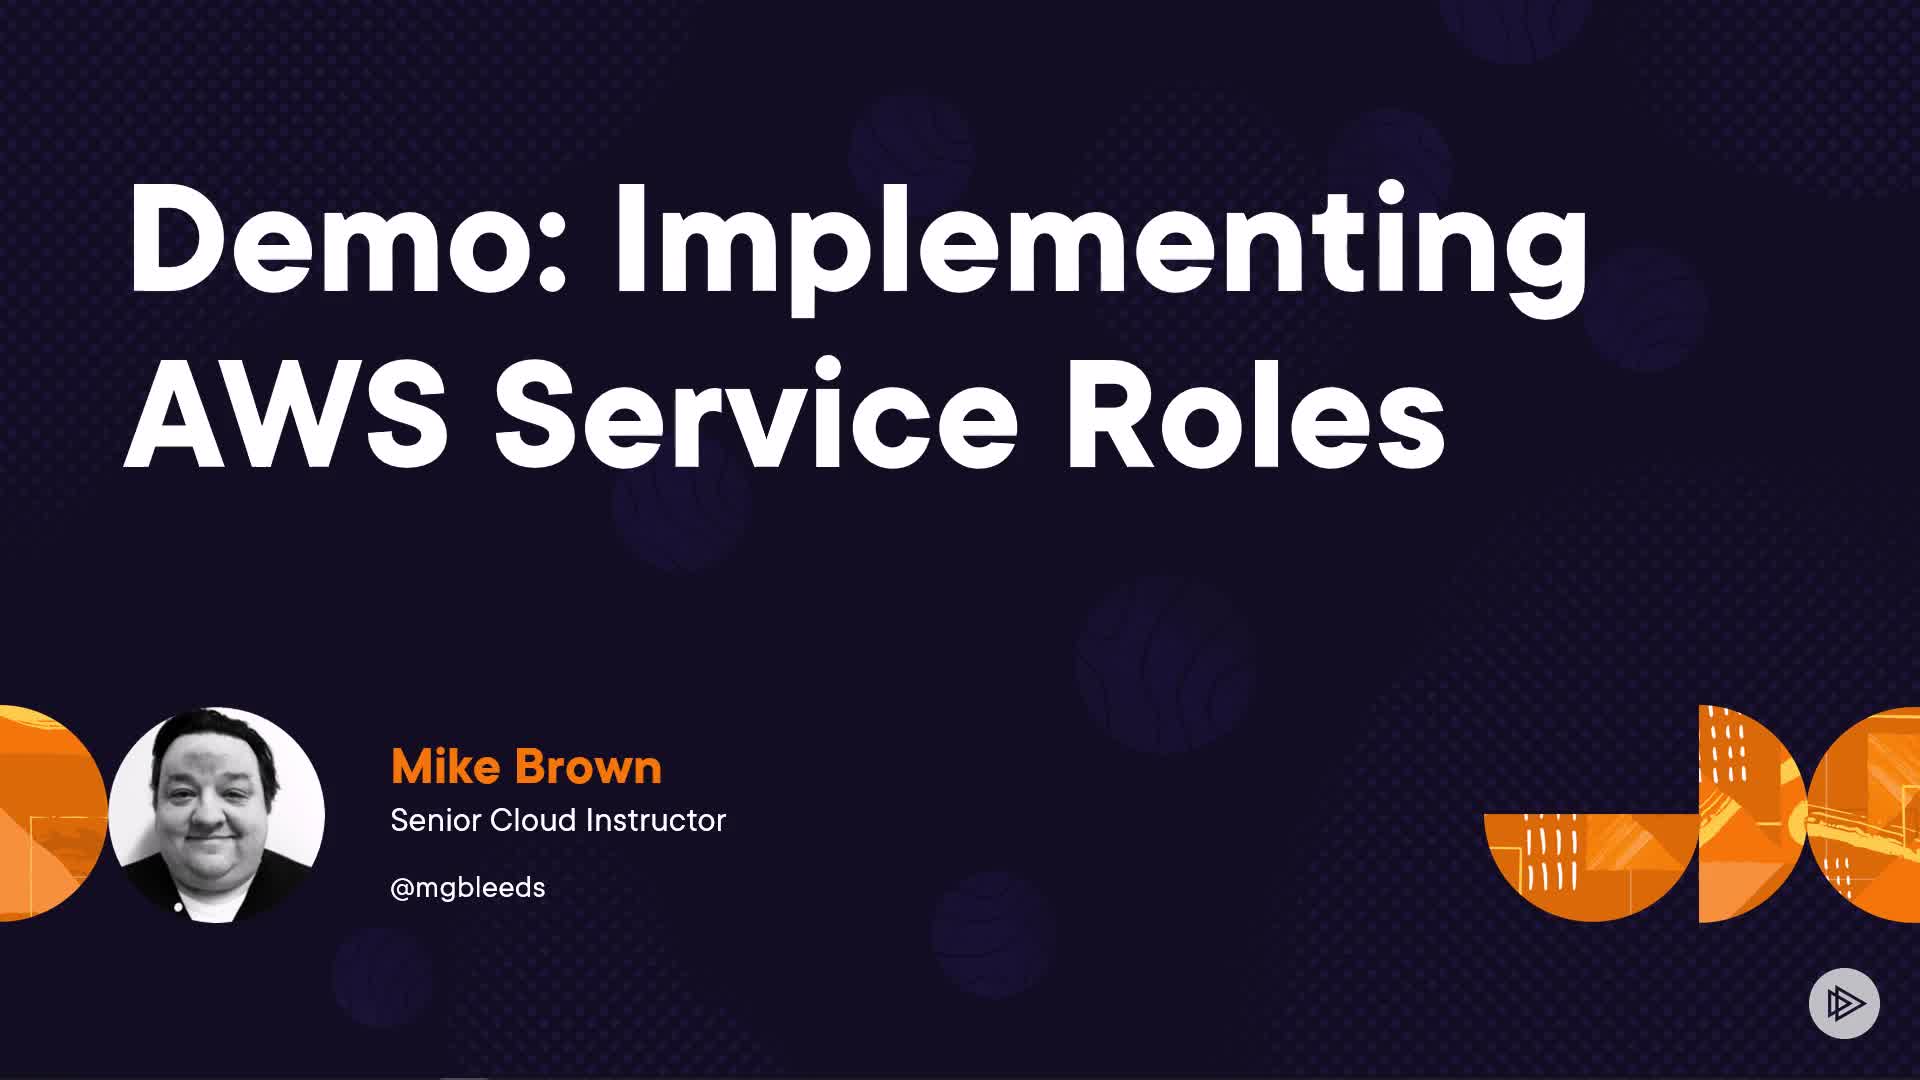 Demo: Implementing
AWS Service Roles
Mike Brown
Senior Cloud Instructor
@mgbleeds